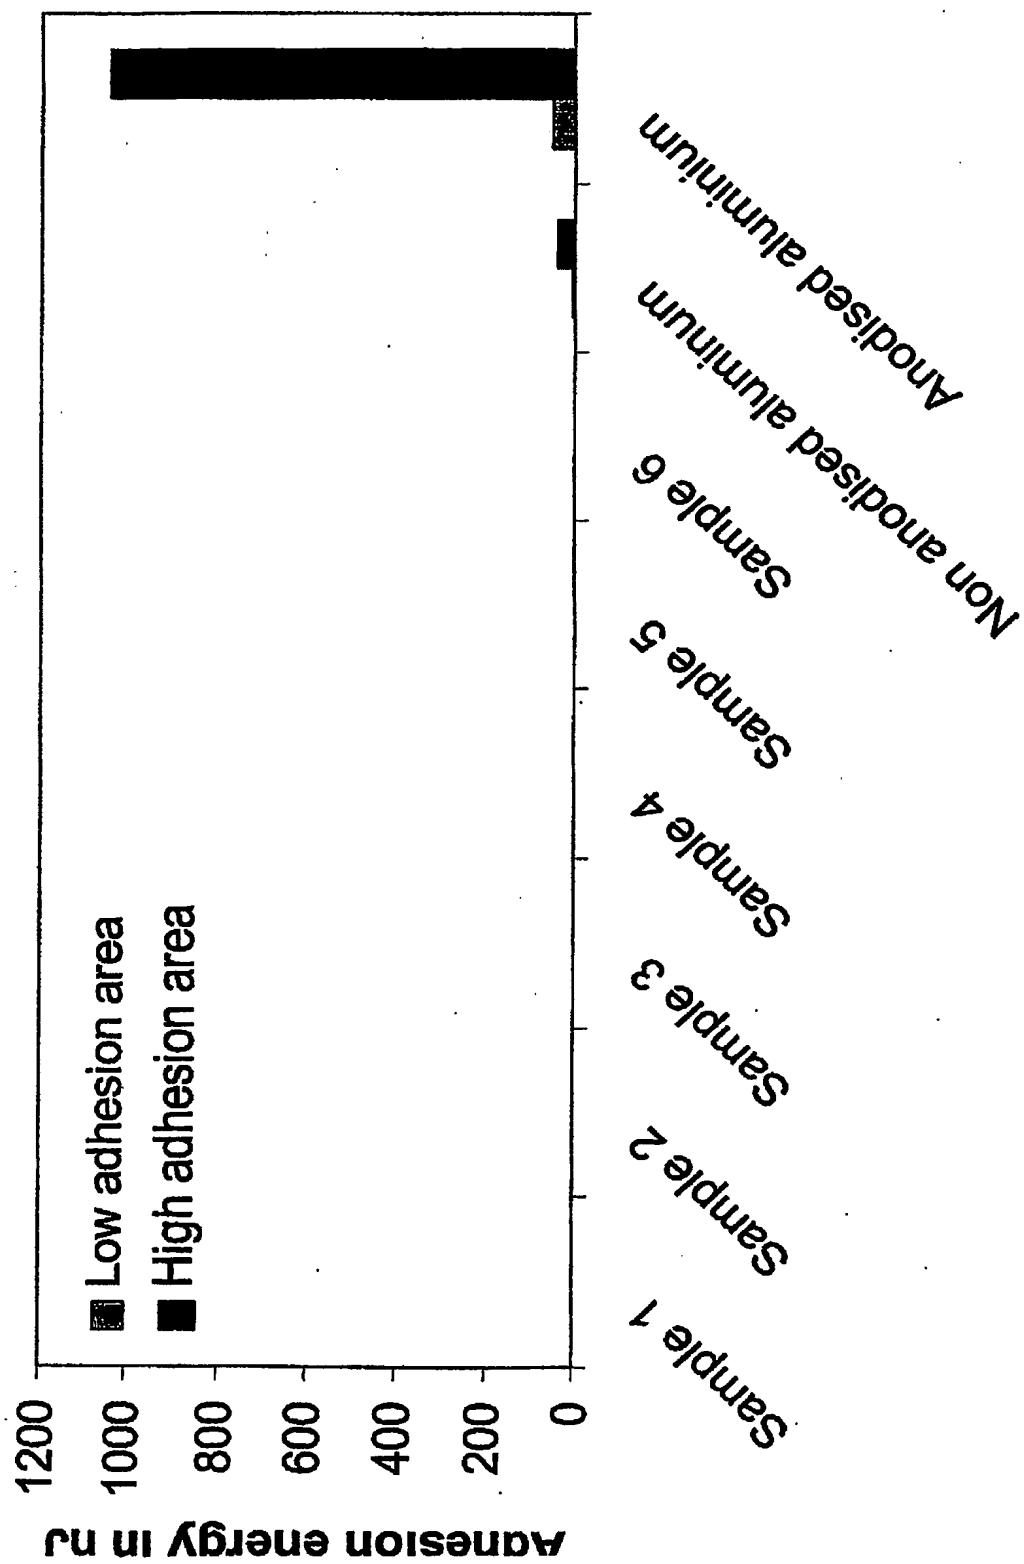 Adhesion energy in nJ
1200
1000
800
600
400
200
0
Low adhesion area
High adhesion area
Sample 1
Sample 2
Sample 3
Sample 4
Sample 5
Sample 6
Non anodised aluminum
Anodised aluminium